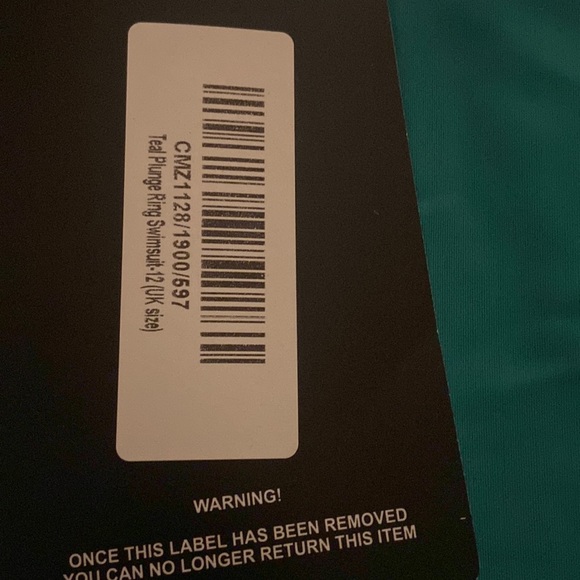 CMZ1128/1900/597
Teal Plunge Ring Swimsuit-12 (UK size)
WARNING!
ONCE THIS LABEL HAS BEEN REMOVED
YOU CAN NO LONGER RETURN THIS ITEM